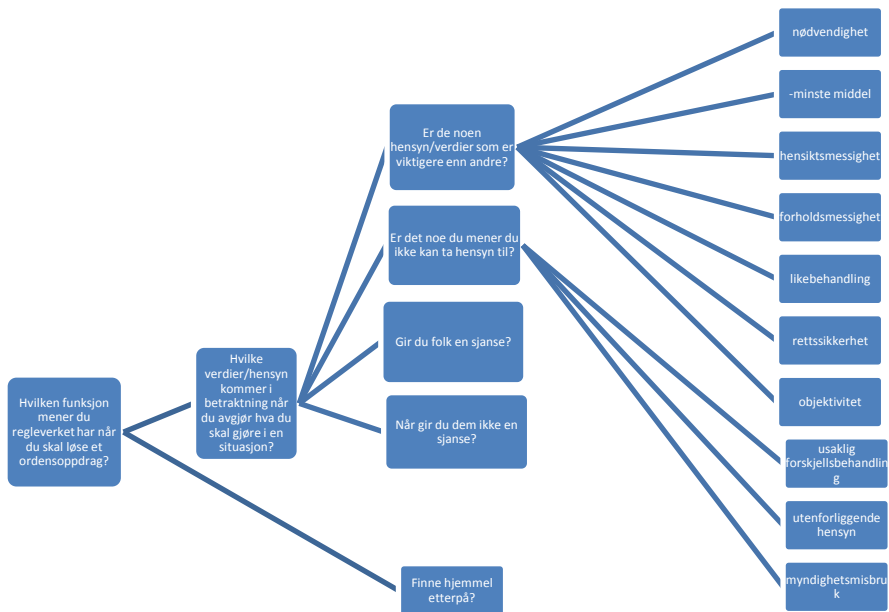 Hvilken funksjon
mener du
regleverket har når
du skal løse et
ordensoppdrag?
Hvilke
verdier/hensyn
kommer i
betraktning når
du avgjør hva du
skal gjøre i en
situasjon?
Er de noen
hensyn/verdier som er
viktigere enn andre?
Er det noe du mener du
ikke kan ta hensyn til?
Gir du folk en sjanse?
Når gir du dem ikke en
sjanse?
Finne hjemmel
etterpå?
nødvendighet
-minste middel
hensiktsmessighet
forholdsmessighet
likebehandling
rettssikkerhet
objektivitet
usaklig
forskjellsbehandlin
g
utenforliggende
hensyn
myndighetsmisbru
k